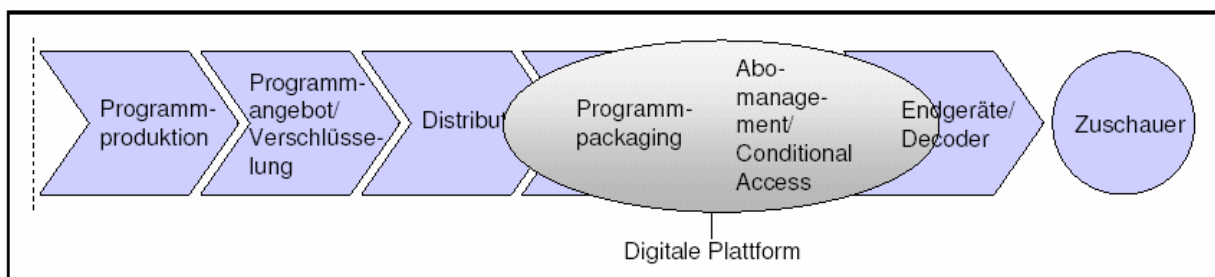 Programm-
produktion
Programm-
angebot/
Verschlüsse-
lung
Distribut
Programm-
packaging
Abo-
manage-
ment/
Conditional
Access
Endgeräte/
Decoder
Zuschauer
Digitale Plattform